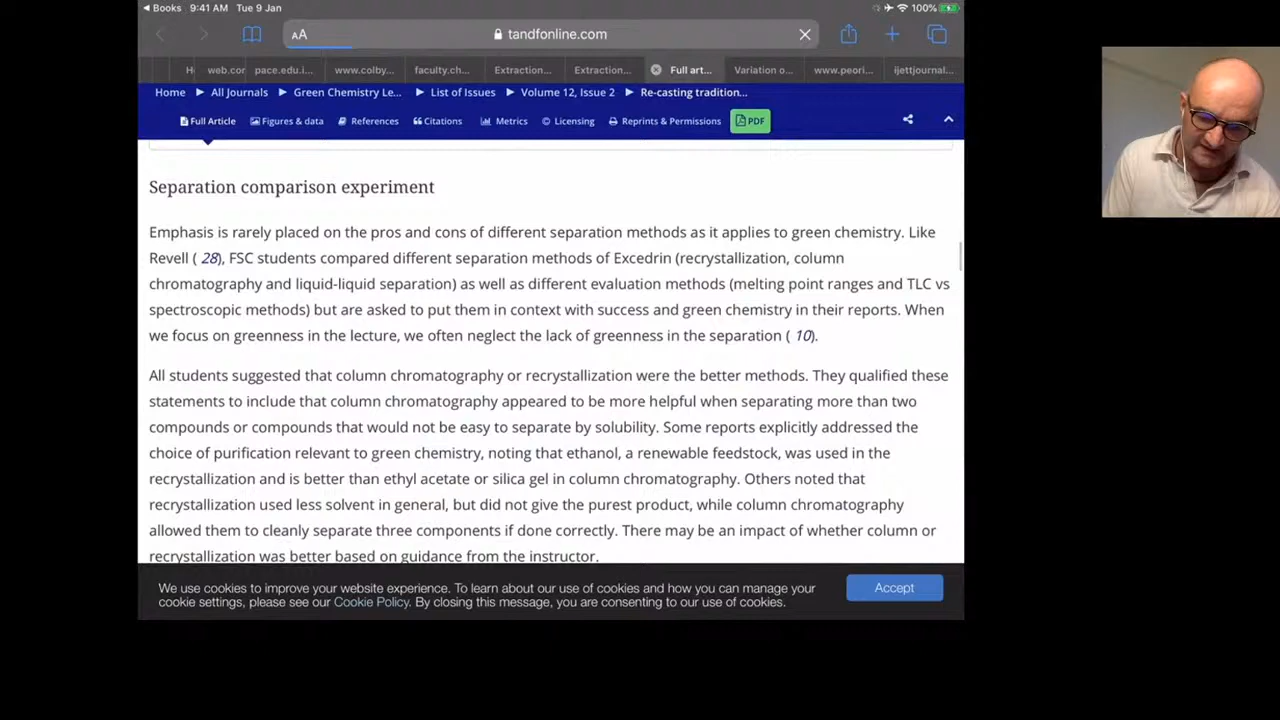 Books 9:41 AM Tue 9 Jan 100%
AA tandfonline.com
web.cor pace.edu.i... www.colby... faculty.ch... Extraction... Extraction... Full art... Variation o... www.peori... ijettjournal...
Home All Journals Green Chemistry Le... List of Issues Volume 12, Issue 2 Re-casting tradition...
Full Article Figures & data References Citations Metrics Licensing Reprints & Permissions PDF
Separation comparison experiment
Emphasis is rarely placed on the pros and cons of different separation methods as it applies to green chemistry. Like
Revell ( 28), FSC students compared different separation methods of Excedrin (recrystallization, column
chromatography and liquid-liquid separation) as well as different evaluation methods (melting point ranges and TLC vs
spectroscopic methods) but are asked to put them in context with success and green chemistry in their reports. When
we focus on greenness in the lecture, we often neglect the lack of greenness in the separation ( 10).
All students suggested that column chromatography or recrystallization were the better methods. They qualified these
statements to include that column chromatography appeared to be more helpful when separating more than two
compounds or compounds that would not be easy to separate by solubility. Some reports explicitly addressed the
choice of purification relevant to green chemistry, noting that ethanol, a renewable feedstock, was used in the
recrystallization and is better than ethyl acetate or silica gel in column chromatography. Others noted that
recrystallization used less solvent in general, but did not give the purest product, while column chromatography
allowed them to cleanly separate three components if done correctly. There may be an impact of whether column or
recrystallization was better based on guidance from the instructor.
We use cookies to improve your website experience. To learn about our use of cookies and how you can manage your
cookie settings, please see our Cookie Policy. By closing this message, you are consenting to our use of cookies.
Accept